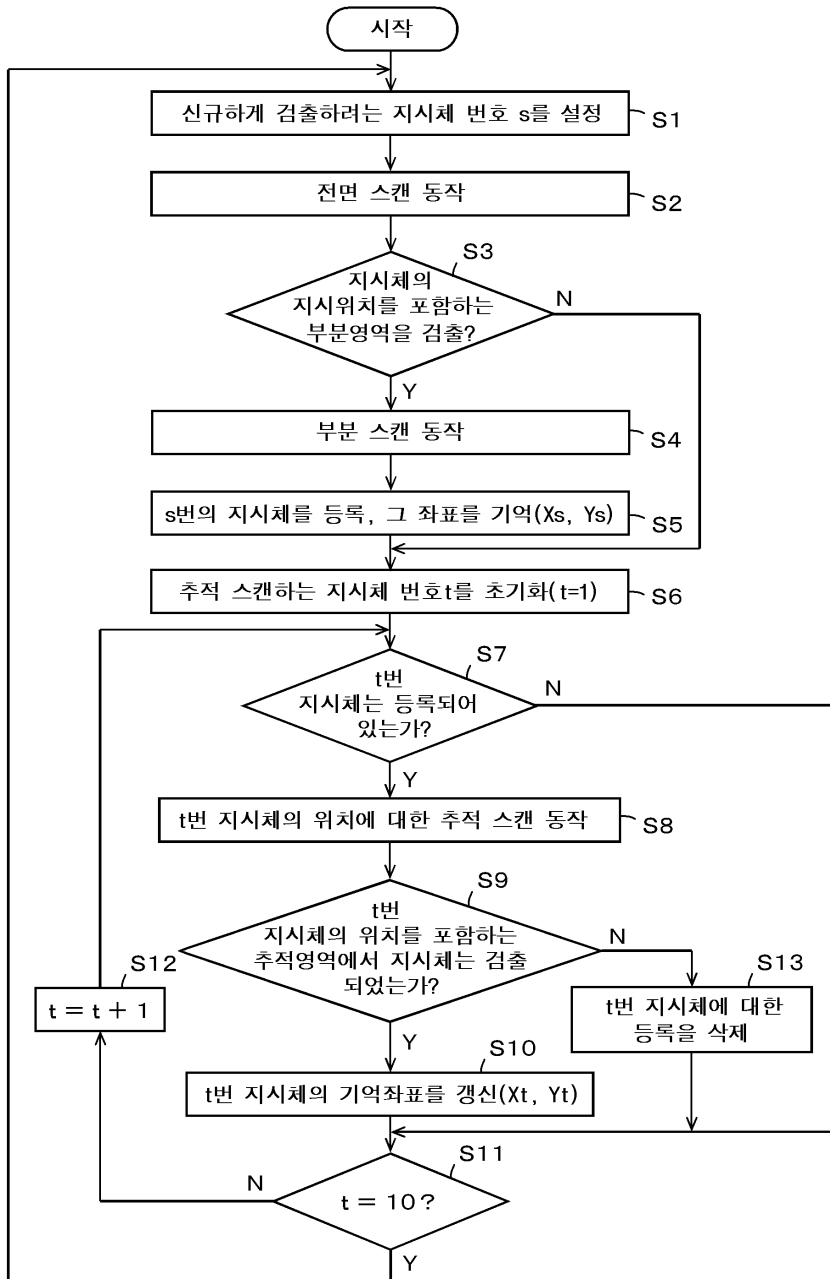 시작
신규하게 검출하려는 지시체 번호 s를 설정
S1
전면 스캔 동작
S2
S3
지시체의
지시위치를 포함하는
부분영역을 검출?
N
Y
부분 스캔 동작
S4
s번의 지시체를 등록, 그 좌표를 기억(Xs, Ys)
S5
추적 스캔하는 지시체 번호t를 초기화(t=1)
S6
S7
t번
지시체는 등록되어
있는가?
N
Y
t번 지시체의 위치에 대한 추적 스캔 동작
S8
S9
t번
지시체의 위치를 포함하는
추적영역에서 지시체는 검출
되었는가?
N
Y
S12
t = t + 1
S13
t번 지시체에 대한
등록을 삭제
S10
t번 지시체의 기억좌표를 갱신(Xt, Yt)
S11
t = 10?
N
Y